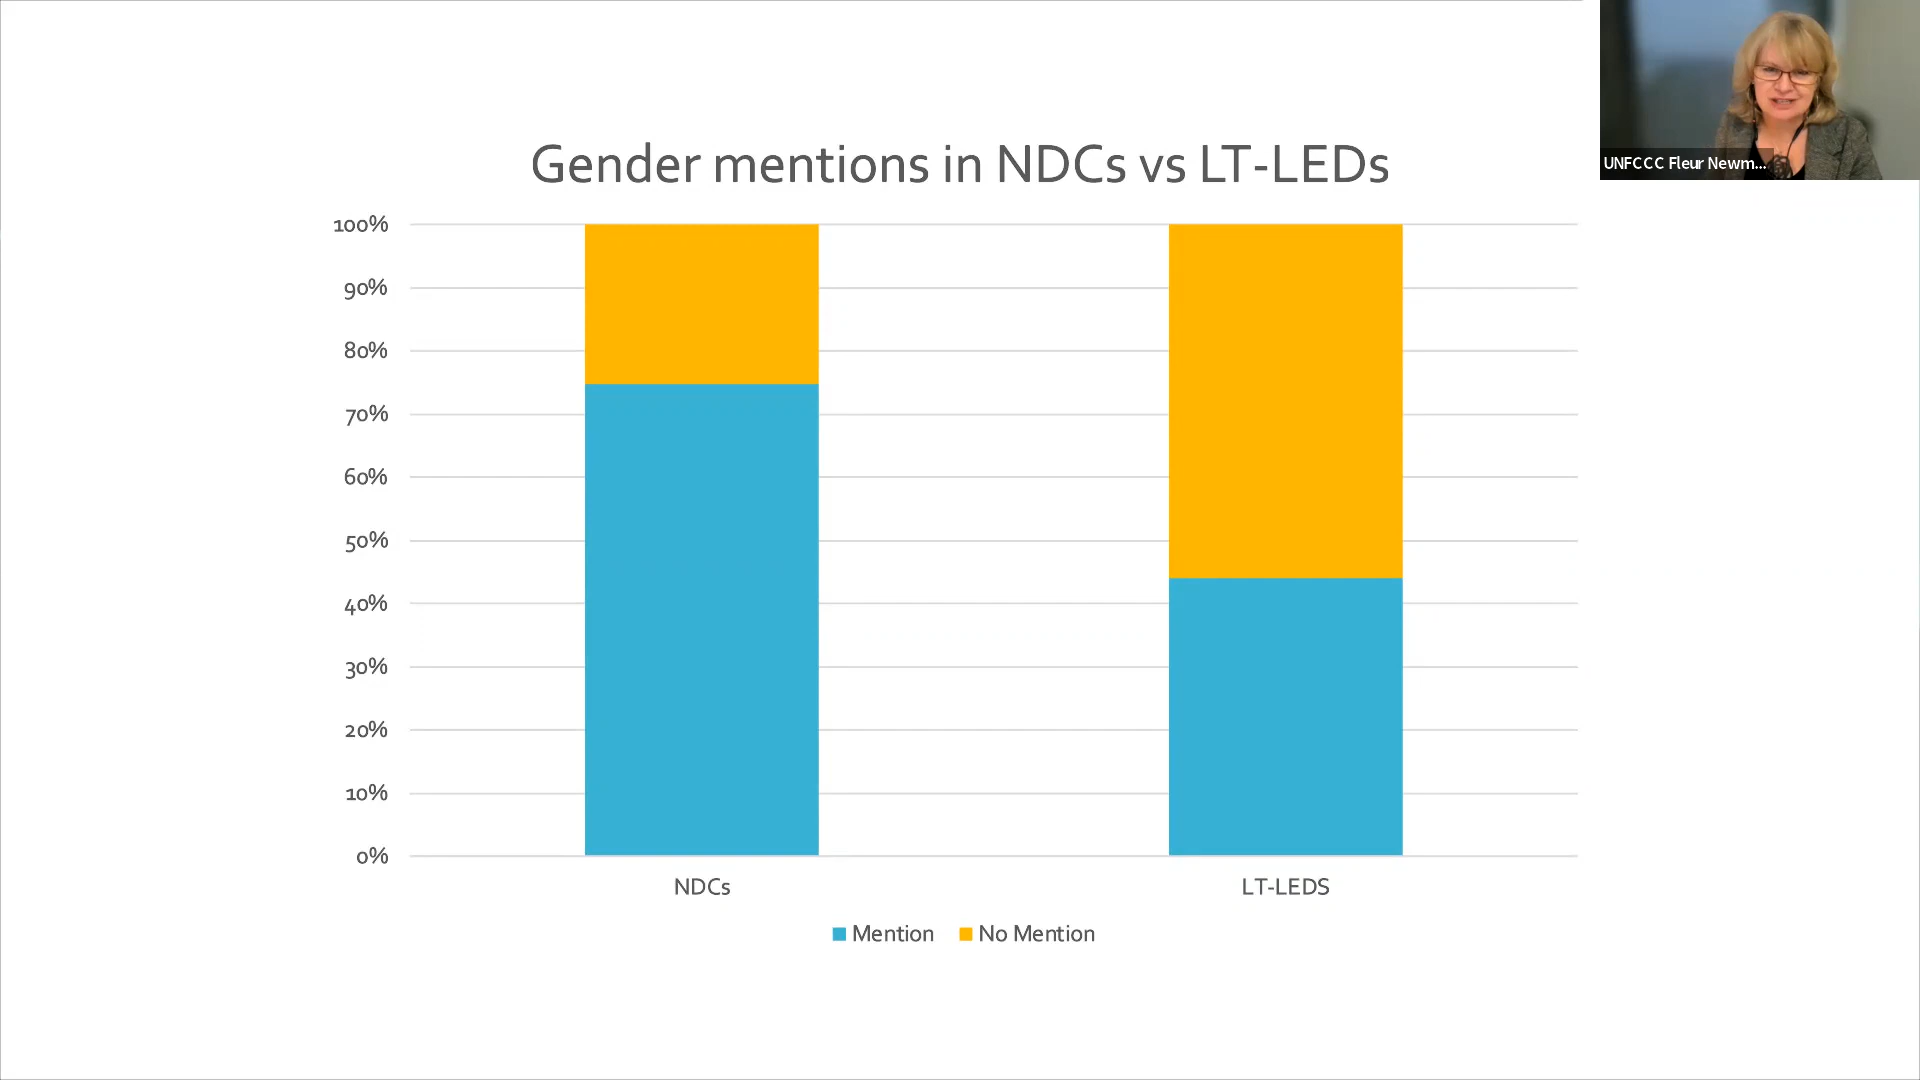 UNFCCC Fleur Newm...
Gender mentions in NDCs vs LT-LEDs
100%
90%
80%
70%
60%
50%
40%
30%
20%
10%
0%
NDCs
LT-LEDS
Mention
No Mention